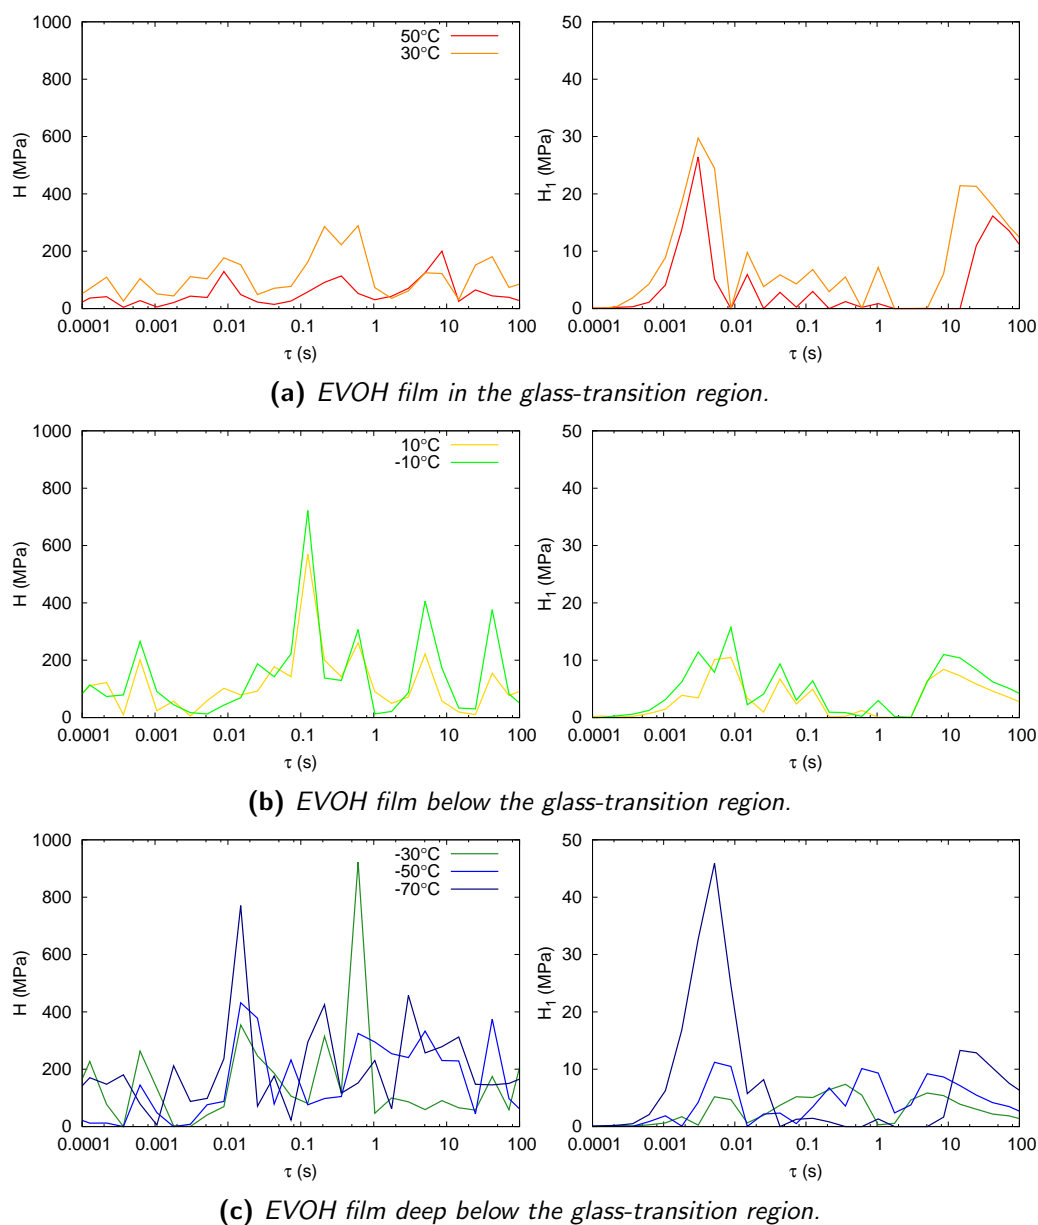 1000
800
600
400
200
0
H (MPa)
50°C
30°C
0.0001 0.001 0.01 0.1 1 10 100
τ (s)
50
40
30
20
10
0
H₁ (MPa)
0.0001 0.001 0.01 0.1 1 10 100
τ (s)
(a) EVOH film in the glass-transition region.
1000
800
600
400
200
0
H (MPa)
10°C
-10°C
0.0001 0.001 0.01 0.1 1 10 100
τ (s)
50
40
30
20
10
0
H₁ (MPa)
0.0001 0.001 0.01 0.1 1 10 100
τ (s)
(b) EVOH film below the glass-transition region.
1000
800
600
400
200
0
H (MPa)
-30°C
-50°C
-70°C
0.0001 0.001 0.01 0.1 1 10 100
τ (s)
50
40
30
20
10
0
H₁ (MPa)
0.0001 0.001 0.01 0.1 1 10 100
τ (s)
(c) EVOH film deep below the glass-transition region.